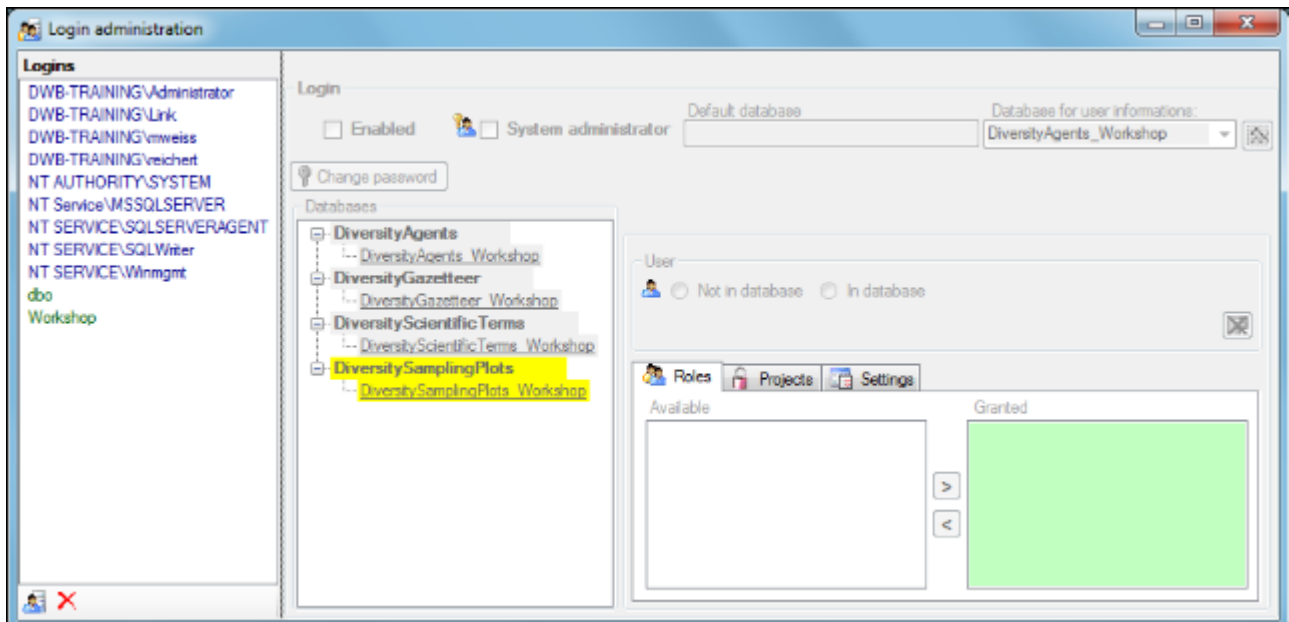 Login administration
Logins
DWB-TRAINING\Administrator
DWB-TRAINING\Link
DWB-TRAINING\mweiss
DWB-TRAINING\reichert
NT AUTHORITY\SYSTEM
NT Service\MSSQLSERVER
NT SERVICE\SQLSERVERAGENT
NT SERVICE\SQLWriter
NT SERVICE\Winmgmt
dbo
Workshop
Login
Enabled
System administrator
Default database
Database for user informations:
DiversityAgents_Workshop
Change password
Databases
DiversityAgents
DiversityAgents_Workshop
DiversityGazetteer
DiversityGazetteer_Workshop
DiversityScientificTerms
DiversityScientificTerms_Workshop
DiversitySamplingPlots
DiversitySamplingPlots_Workshop
User
Not in database
In database
Roles
Projects
Settings
Available
Granted
>
<